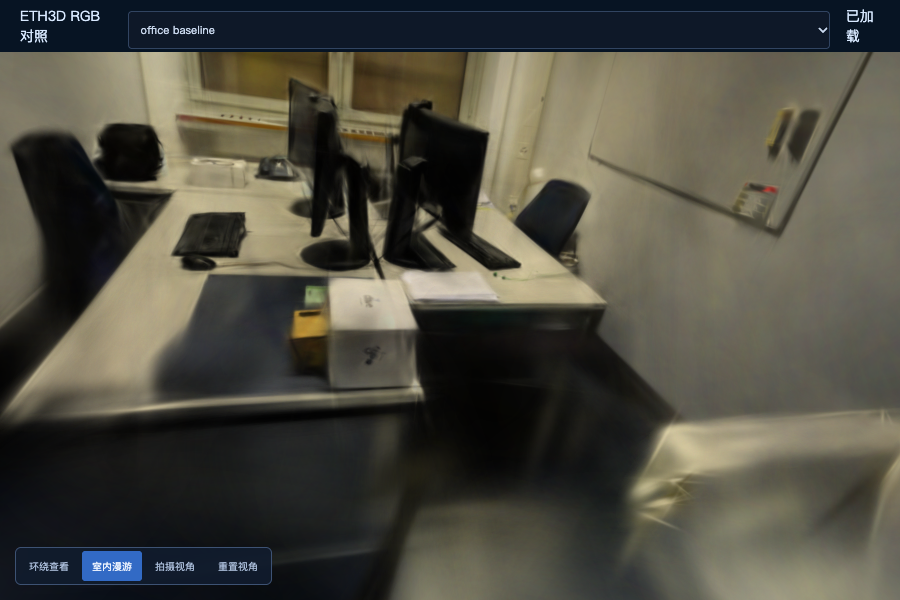 ETH3D RGB
对照
office baseline
已加
载
环绕查看
室内漫游
拍摄视角
重置视角